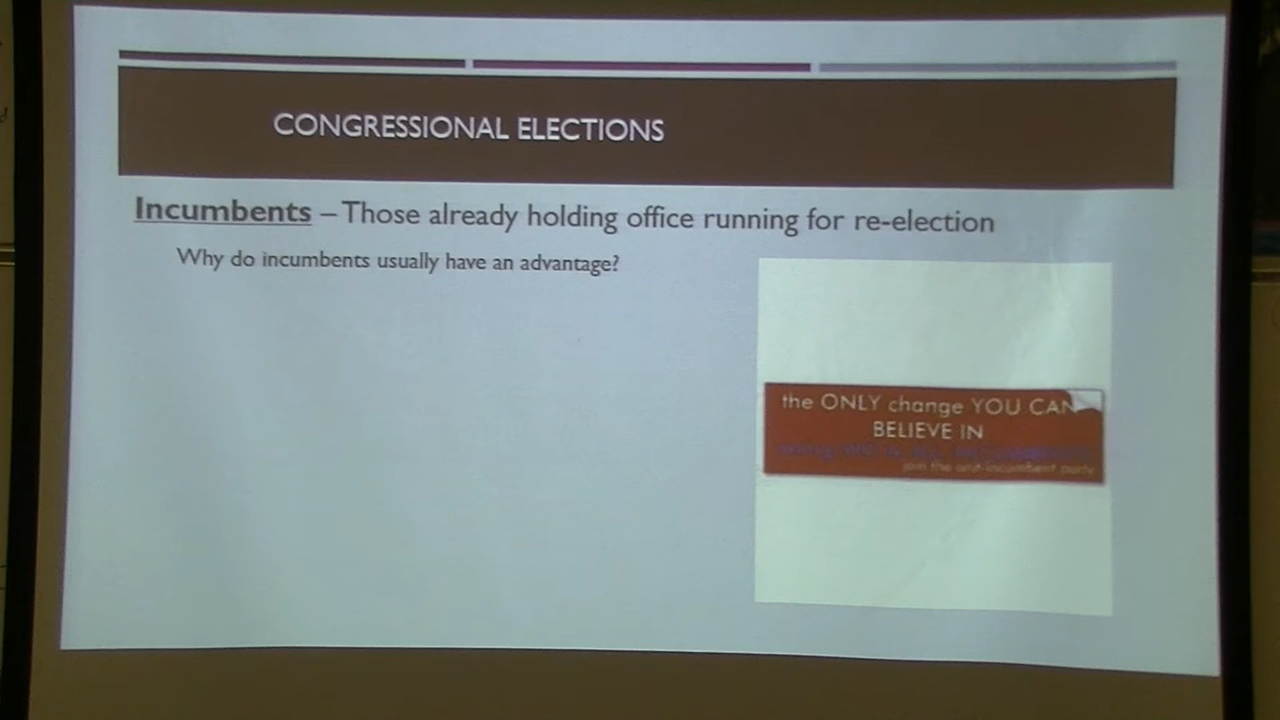 CONGRESSIONAL ELECTIONS
Incumbents – Those already holding office running for re-election
Why do incumbents usually have an advantage?
the ONLY change YOU CAN
BELIEVE IN
join the anti-incumbent party